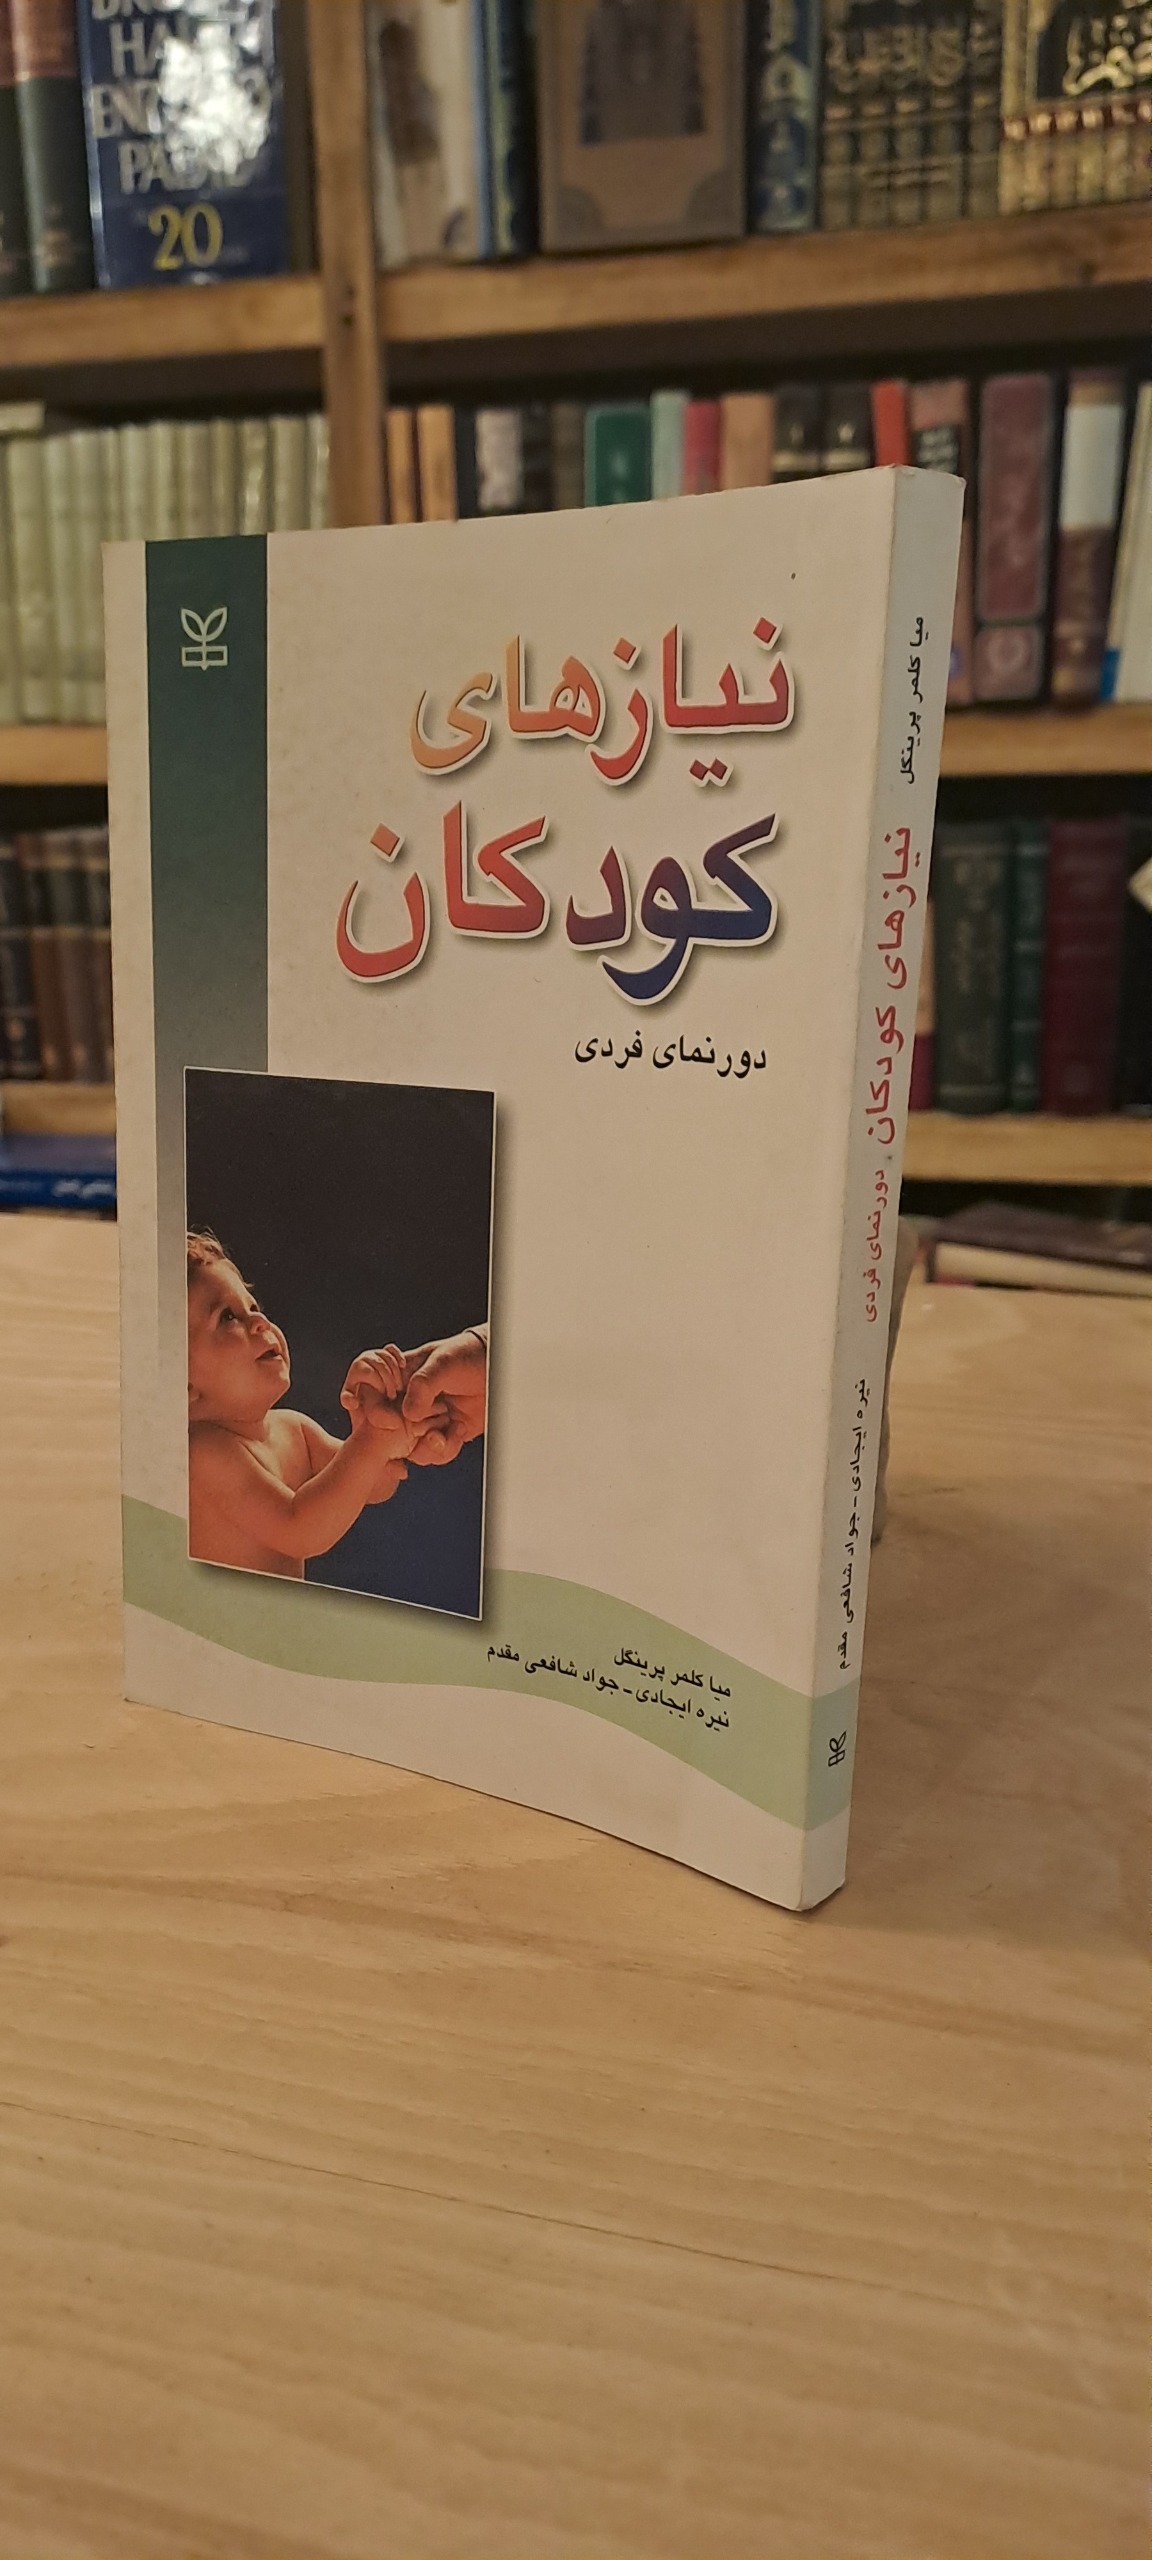 HA
20
نیازهای
کودکان
دورنمای فردی
میا کلمر پرینگل
نیره ایجادی - جواد شافعی مقدم
میا کلمر پرینگل
نیازهای کودکان
دورنمای فردی
نیره ایجادی - جواد شافعی مقدم